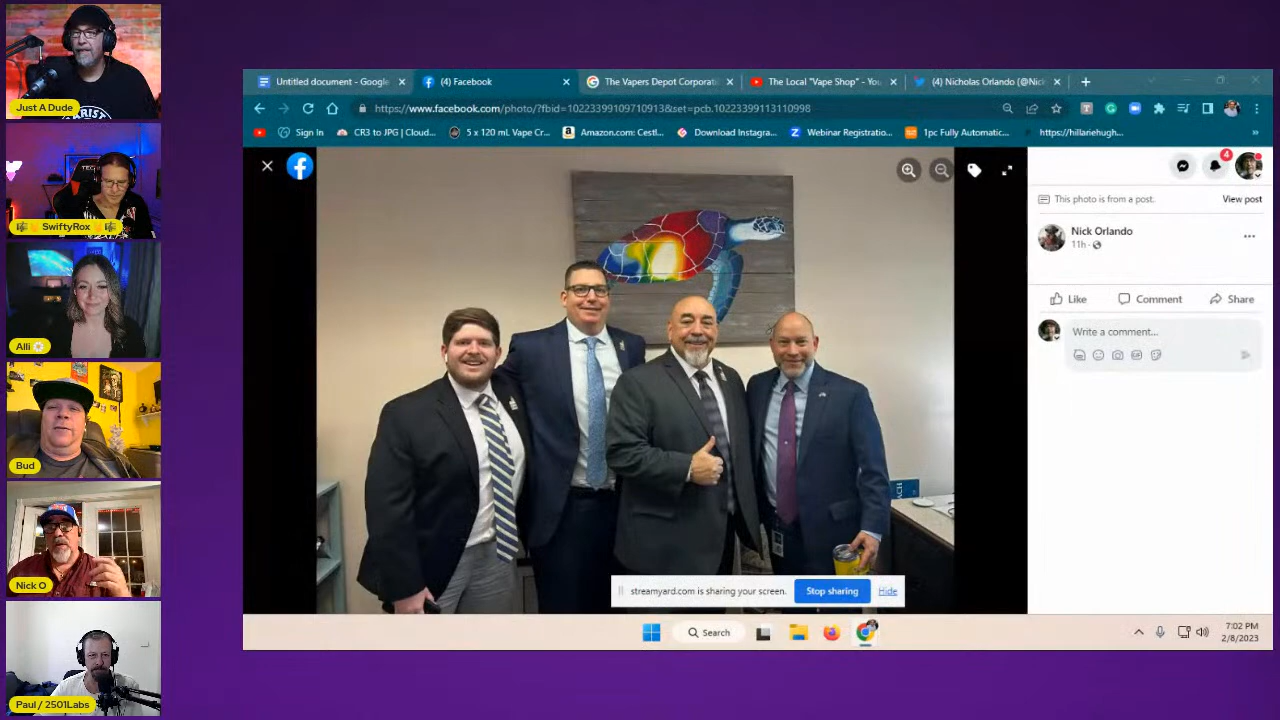 Just A Dude
SwiftyRox
Alli
Bud
Nick O
Paul / 2501Labs
Untitled document - Google
(4) Facebook
The Vapers Depot Corporati
The Local "Vape Shop" - You
(4) Nicholas Orlando (@Nick
https://www.facebook.com/photo/?fbid=10223399109710913&set=pcb.10223399113110998
Sign In
CR3 to JPG | Cloud...
5 x 120 mL Vape Cr...
Amazon.com: Cestl...
Download Instagra...
Webinar Registratio...
1pc Fully Automatic...
https://hillariehugh...
»
This photo is from a post.
View post
4
Nick Orlando
11h
Like
Comment
Share
Write a comment...
streamyard.com is sharing your screen.
Stop sharing
Hide
Search
7:02 PM
2/8/2023